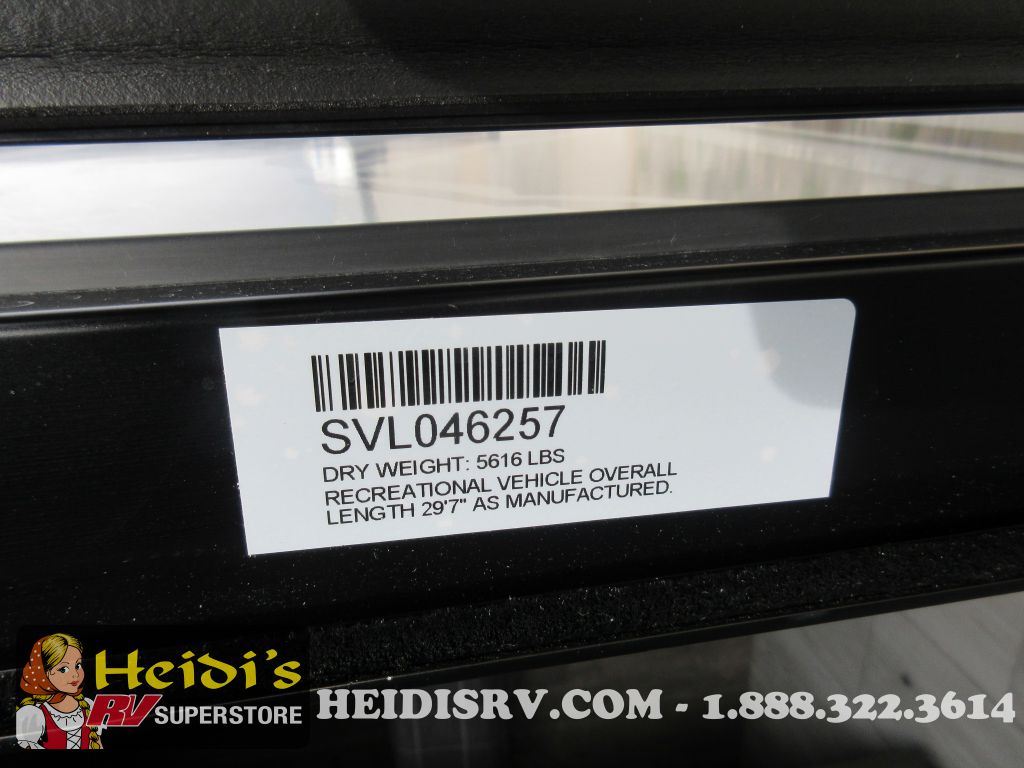 SVL046257
DRY WEIGHT: 5616 LBS
RECREATIONAL VEHICLE OVERALL
LENGTH 29'7" AS MANUFACTURED.
Heidi's
RV SUPERSTORE
HEIDISRV.COM - 1.888.322.3614